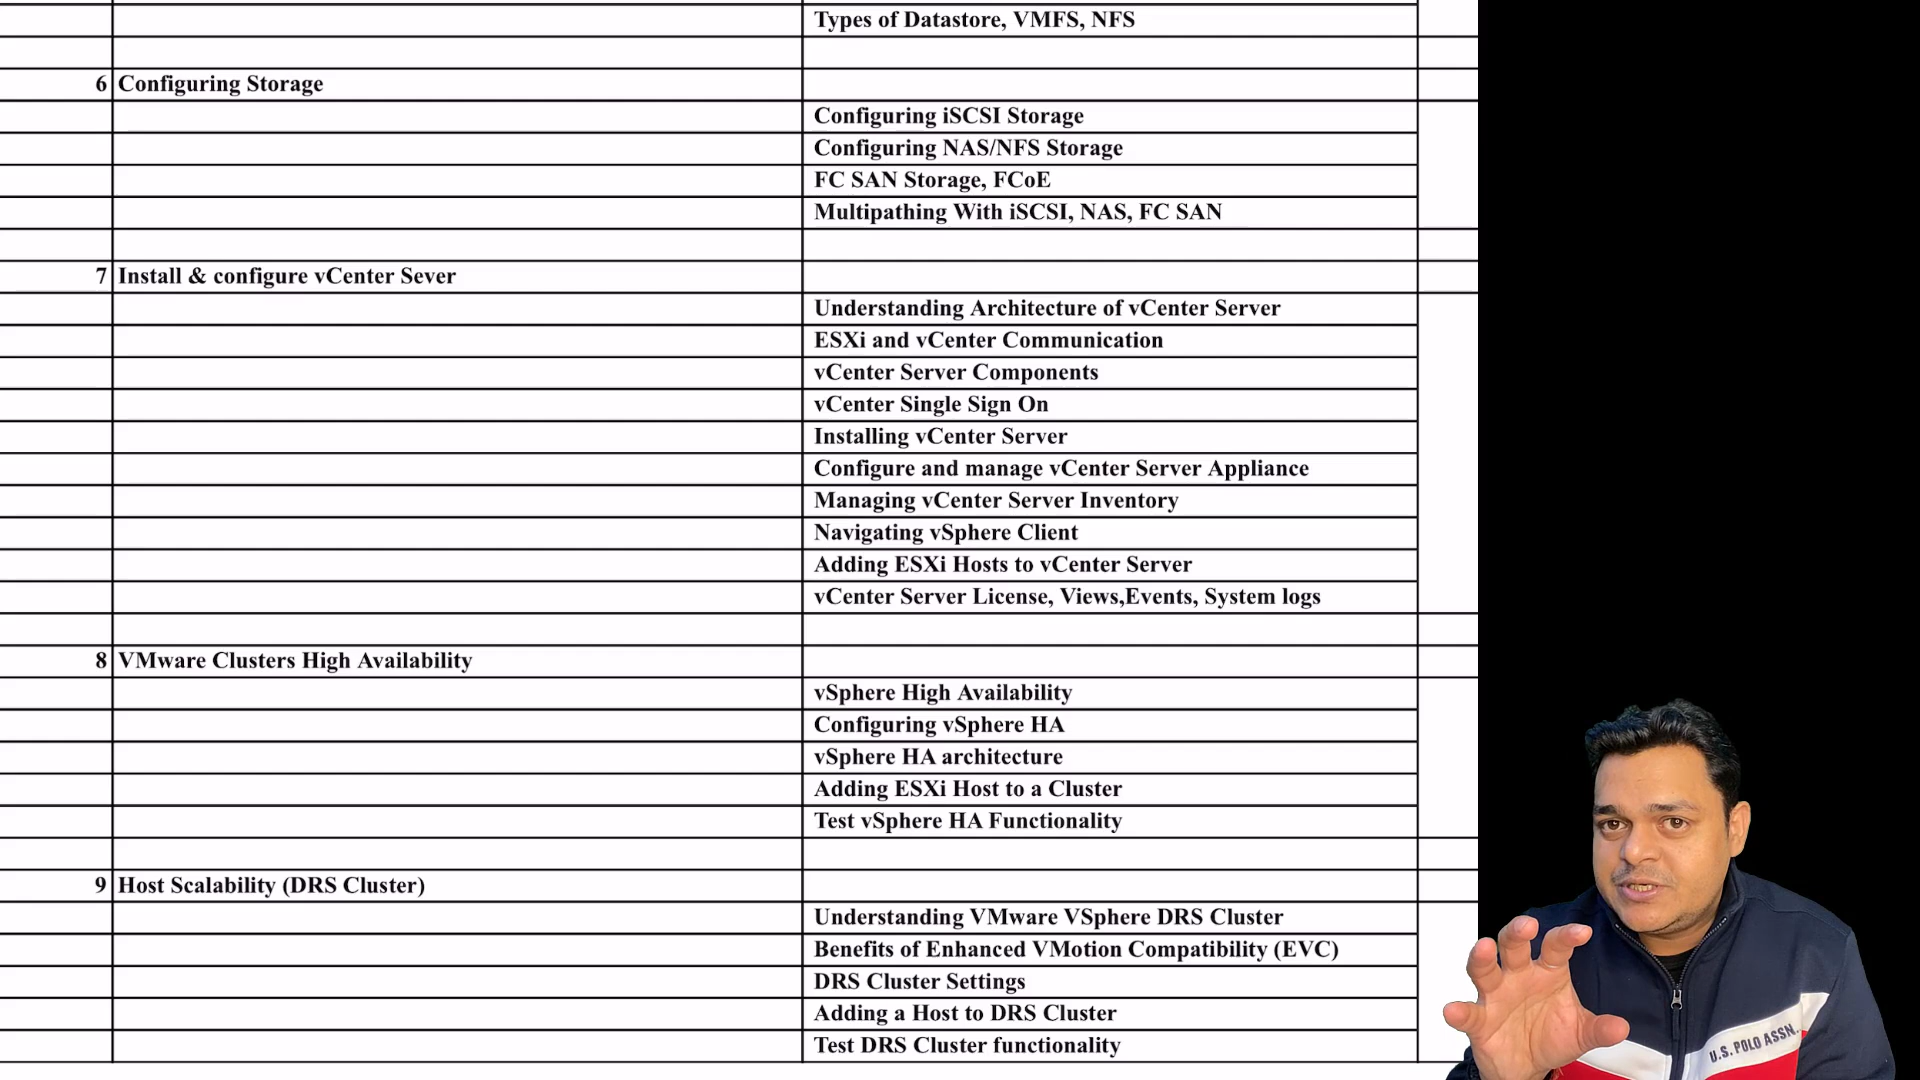 Types of Datastore, VMFS, NFS
6 Configuring Storage
Configuring iSCSI Storage
Configuring NAS/NFS Storage
FC SAN Storage, FCoE
Multipathing With iSCSI, NAS, FC SAN
7 Install & configure vCenter Sever
Understanding Architecture of vCenter Server
ESXi and vCenter Communication
vCenter Server Components
vCenter Single Sign On
Installing vCenter Server
Configure and manage vCenter Server Appliance
Managing vCenter Server Inventory
Navigating vSphere Client
Adding ESXi Hosts to vCenter Server
vCenter Server License, Views,Events, System logs
8 VMware Clusters High Availability
vSphere High Availability
Configuring vSphere HA
vSphere HA architecture
Adding ESXi Host to a Cluster
Test vSphere HA Functionality
9 Host Scalability (DRS Cluster)
Understanding VMware VSphere DRS Cluster
Benefits of Enhanced VMotion Compatibility (EVC)
DRS Cluster Settings
Adding a Host to DRS Cluster
Test DRS Cluster functionality
U.S. POLO ASSN.